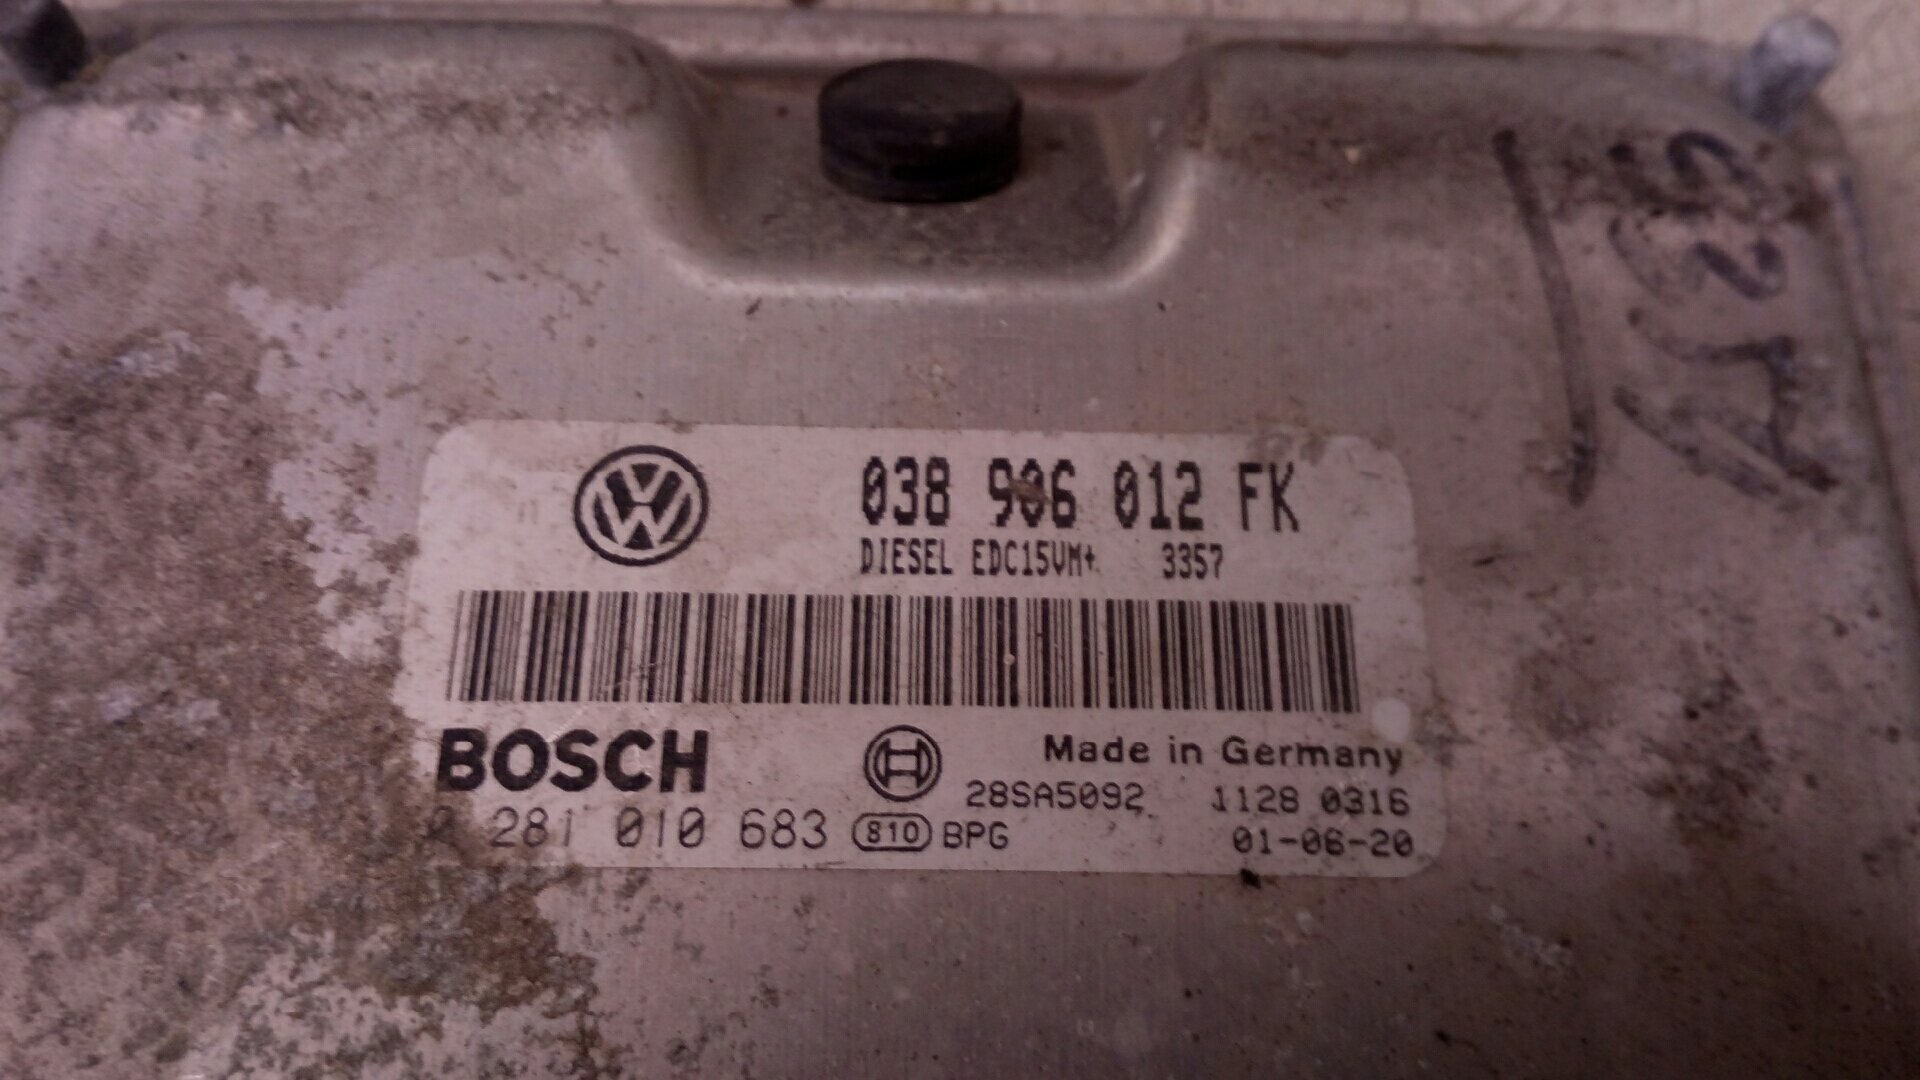 038 906 012 FK
DIESEL EDC15VM+ 3357
BOSCH
Made in Germany
28SA5092 1128 0316
0 281 010 683 810 BPG 01-06-20